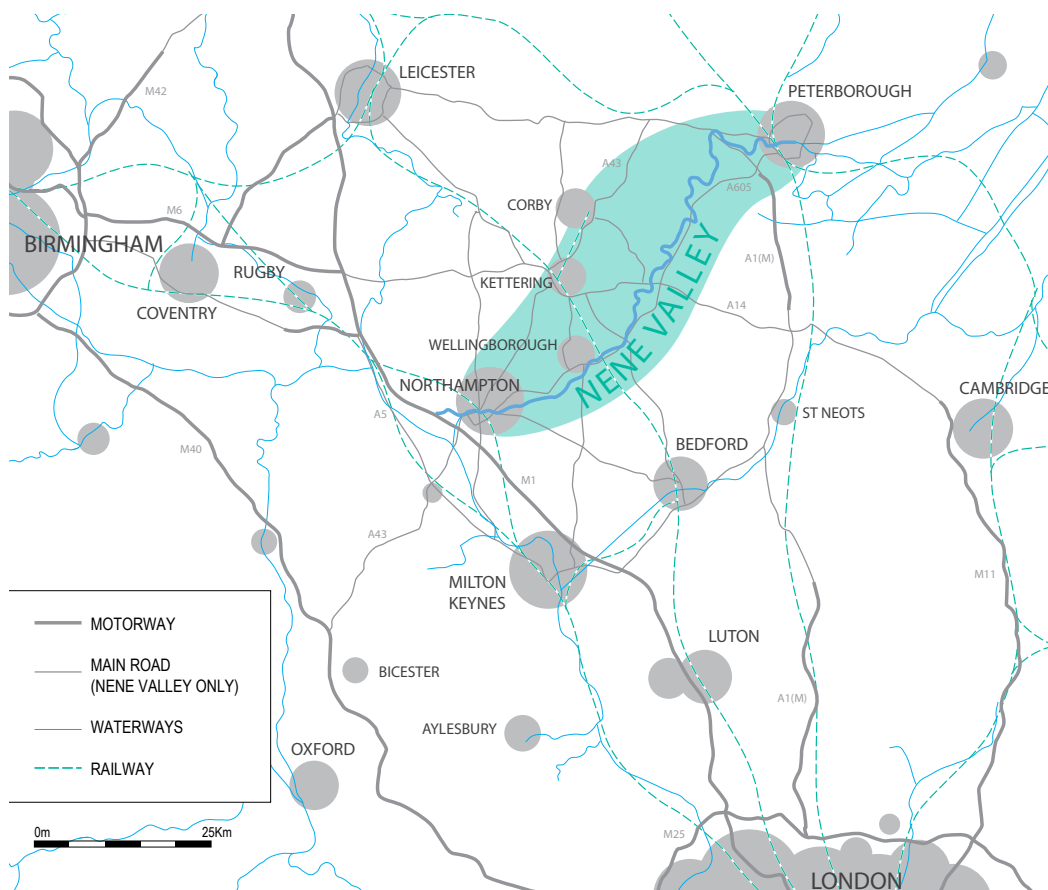 LEICESTER
M42
PETERBOROUGH
A43
A605
CORBY
M6
BIRMINGHAM
RUGBY
COVENTRY
KETTERING
NENE VALLEY
A1(M)
A14
WELLINGBOROUGH
NORTHAMPTON
A5
CAMBRIDGE
ST NEOTS
M40
BEDFORD
M1
A43
MILTON
KEYNES
M11
MOTORWAY
MAIN ROAD
(NENE VALLEY ONLY)
WATERWAYS
RAILWAY
LUTON
BICESTER
A1(M)
AYLESBURY
OXFORD
0m 25Km
M25
LONDON